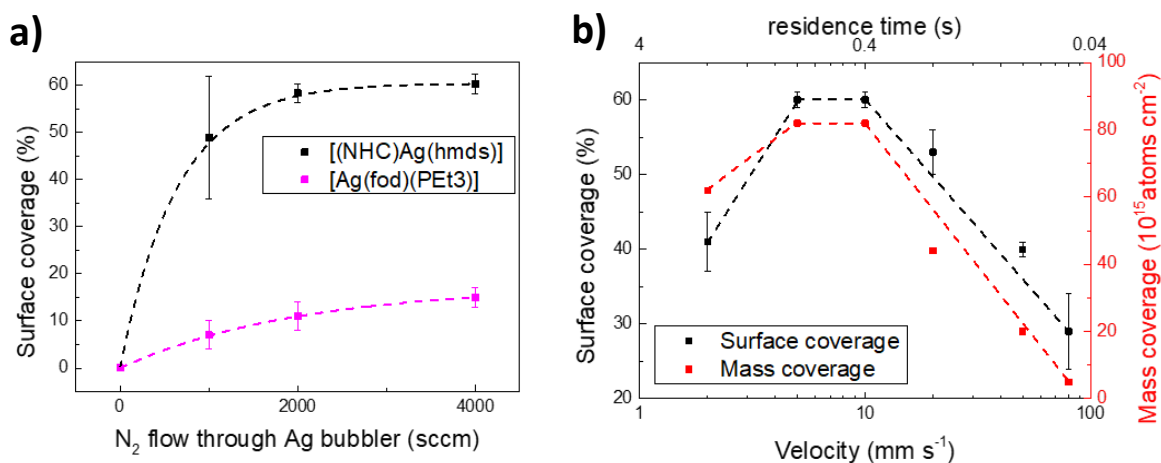 a)
Surface coverage (%)
60
50
40
30
20
10
0
[(NHC)Ag(hmds)]
[Ag(fod)(PEt3)]
0 2000 4000
N₂ flow through Ag bubbler (sccm)
b)
residence time (s)
4 0.4 0.04
Surface coverage (%)
60
50
40
30
20
100
80
60
40
20
0
Mass coverage (10¹⁵ atoms cm⁻²)
Surface coverage
Mass coverage
1 10 100
Velocity (mm s⁻¹)